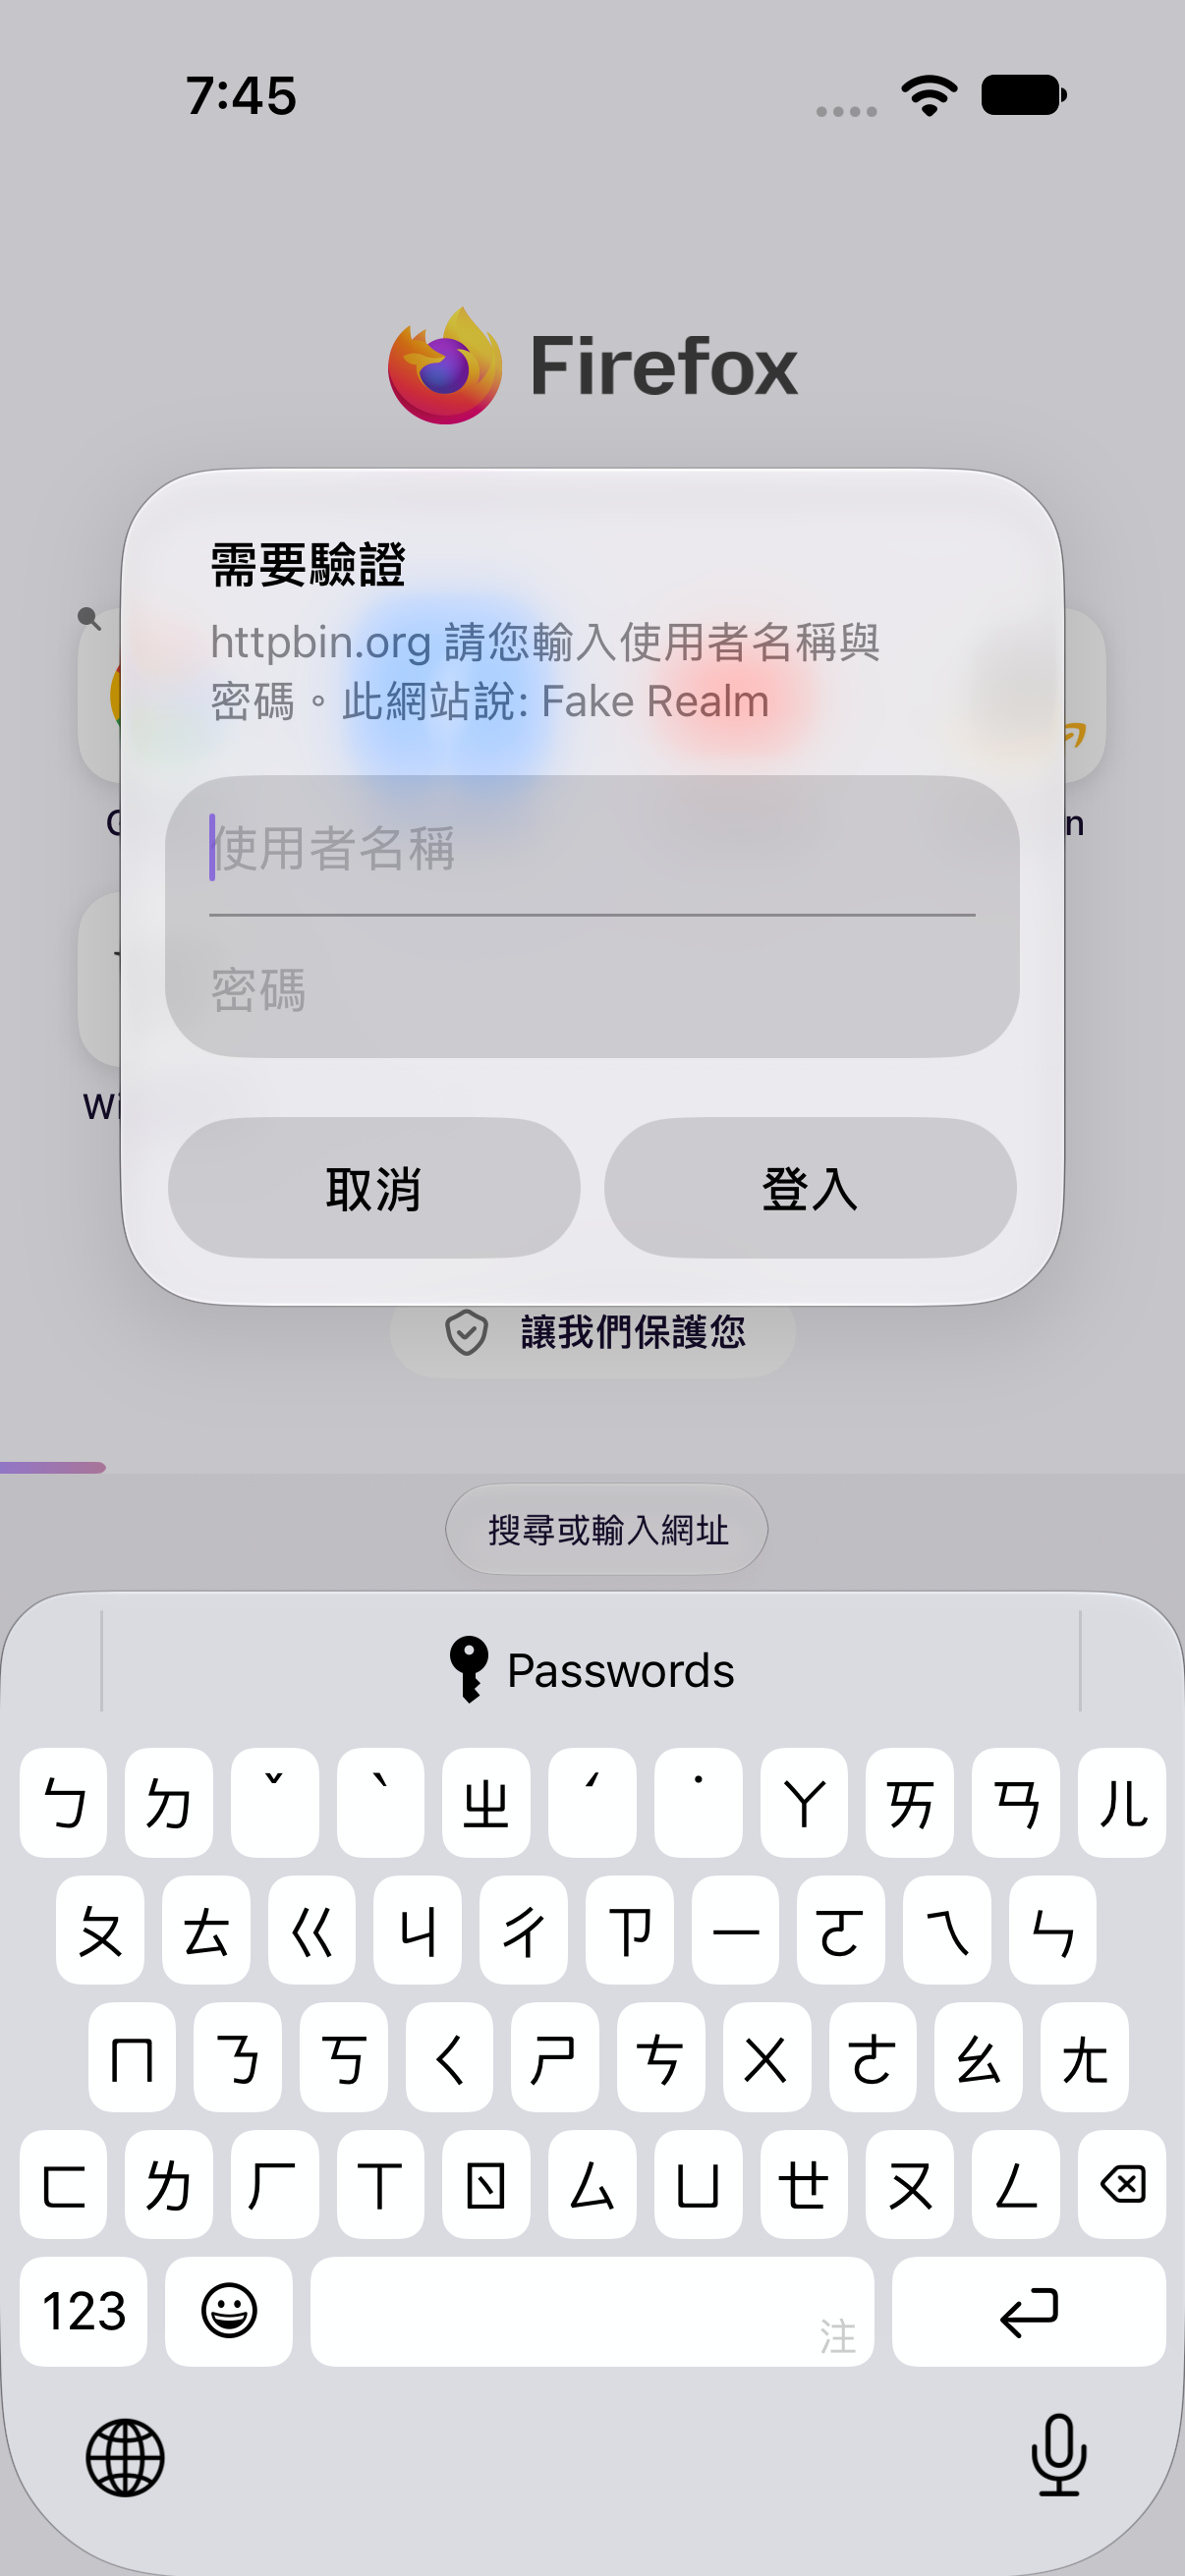 7:45
Firefox
需要驗證
httpbin.org 請您輸入使用者名稱與
密碼。此網站說: Fake Realm
使用者名稱
密碼
取消 登入
讓我們保護您
搜尋或輸入網址
Passwords
ㄅ ㄉ ˇ ˋ ㄓ ˊ ˙ ㄚ ㄞ ㄢ ㄦ
ㄆ ㄊ ㄍ ㄐ ㄔ ㄗ ㄧ ㄛ ㄟ ㄣ
ㄇ ㄋ ㄎ ㄑ ㄕ ㄘ ㄨ ㄜ ㄠ ㄤ
ㄈ ㄌ ㄏ ㄒ ㄖ ㄙ ㄩ ㄝ ㄡ ㄥ
123 注